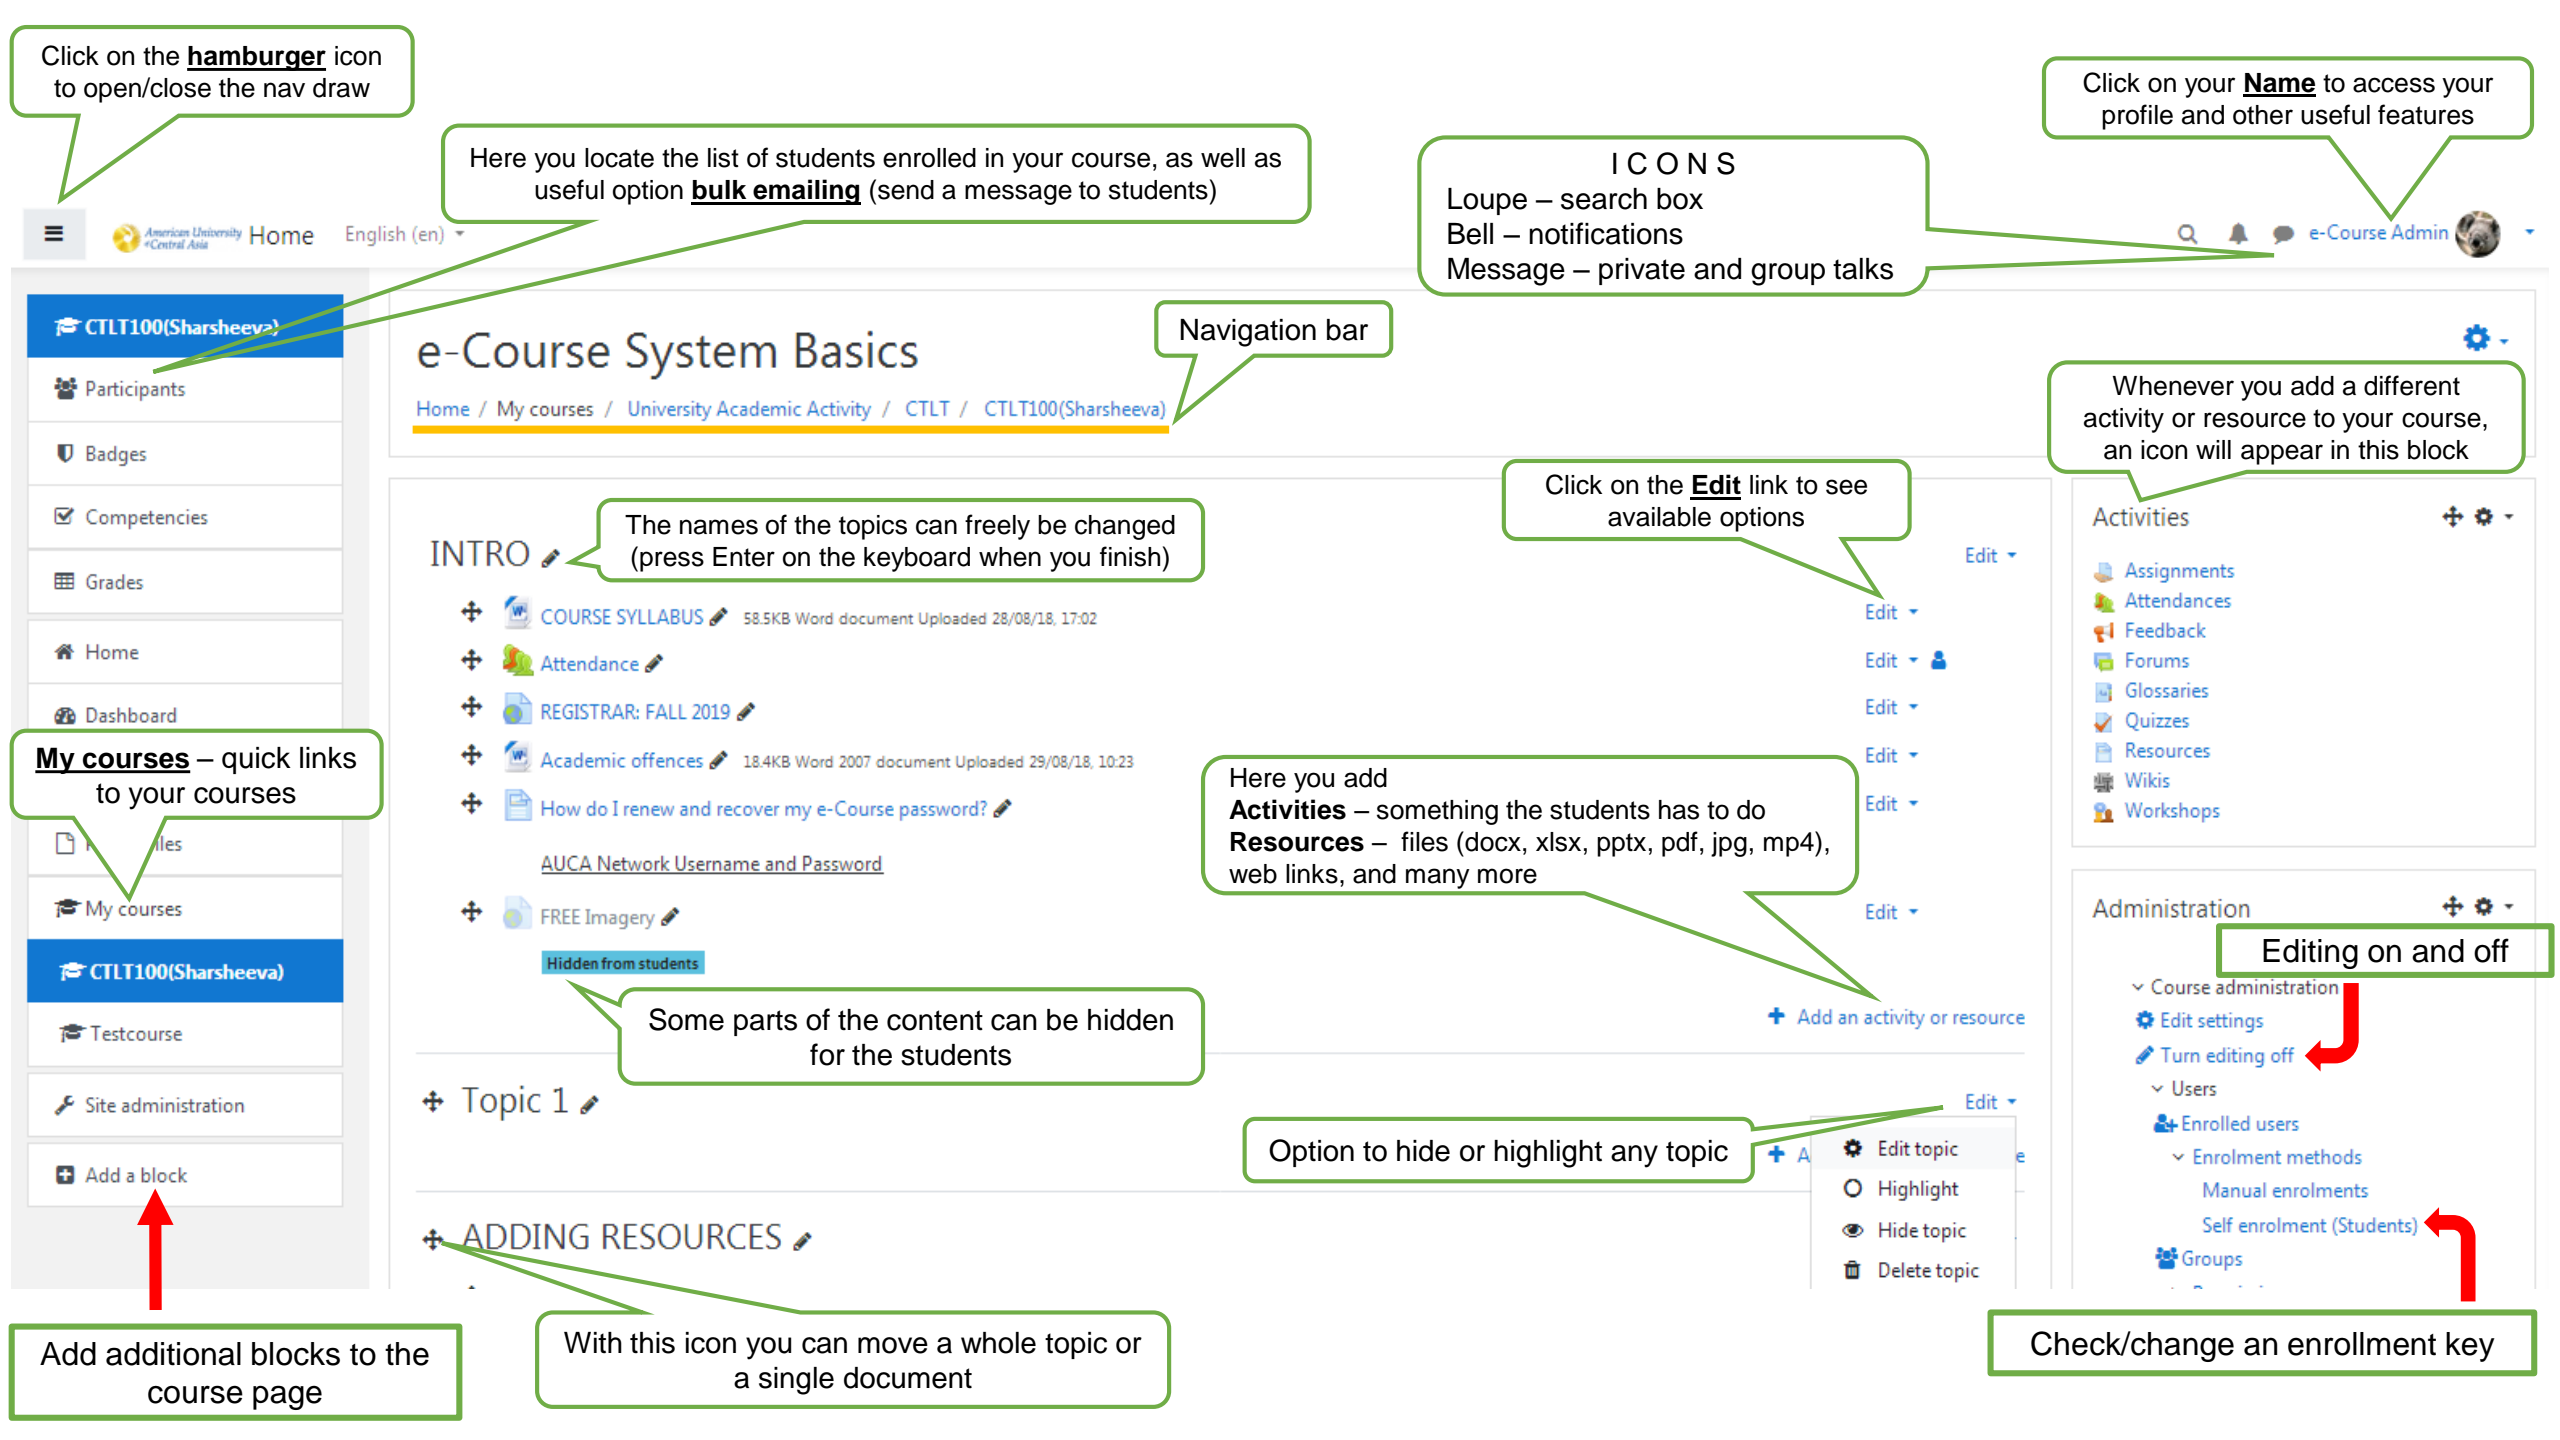 Click on the hamburger icon
to open/close the nav draw
Click on your Name to access your
profile and other useful features
Here you locate the list of students enrolled in your course, as well as
useful option bulk emailing (send a message to students)
I C O N S
Loupe – search box
Bell – notifications
Message – private and group talks
American University
of Central Asia
Home
English (en)
e-Course Admin
CTLT100(Sharsheeva)
Participants
Badges
Competencies
Grades
Home
Dashboard
My courses – quick links
to your courses
My courses
CTLT100(Sharsheeva)
Testcourse
Site administration
Add a block
Add additional blocks to the
course page
e-Course System Basics
Navigation bar
Home / My courses / University Academic Activity / CTLT / CTLT100(Sharsheeva)
Click on the Edit link to see
available options
INTRO
The names of the topics can freely be changed
(press Enter on the keyboard when you finish)
Edit
COURSE SYLLABUS 58.5KB Word document Uploaded 28/08/18, 17:02
Edit
Attendance
Edit
REGISTRAR: FALL 2019
Edit
Academic offences 18.4KB Word 2007 document Uploaded 29/08/18, 10:23
Edit
How do I renew and recover my e-Course password?
Edit
AUCA Network Username and Password
Here you add
Activities – something the students has to do
Resources – files (docx, xlsx, pptx, pdf, jpg, mp4),
web links, and many more
FREE Imagery
Edit
Hidden from students
Some parts of the content can be hidden
for the students
Add an activity or resource
Topic 1
Edit
Option to hide or highlight any topic
Edit topic
Highlight
Hide topic
Delete topic
ADDING RESOURCES
With this icon you can move a whole topic or
a single document
Whenever you add a different
activity or resource to your course,
an icon will appear in this block
Activities
Assignments
Attendances
Feedback
Forums
Glossaries
Quizzes
Resources
Wikis
Workshops
Administration
Editing on and off
Course administration
Edit settings
Turn editing off
Users
Enrolled users
Enrolment methods
Manual enrolments
Self enrolment (Students)
Groups
Check/change an enrollment key